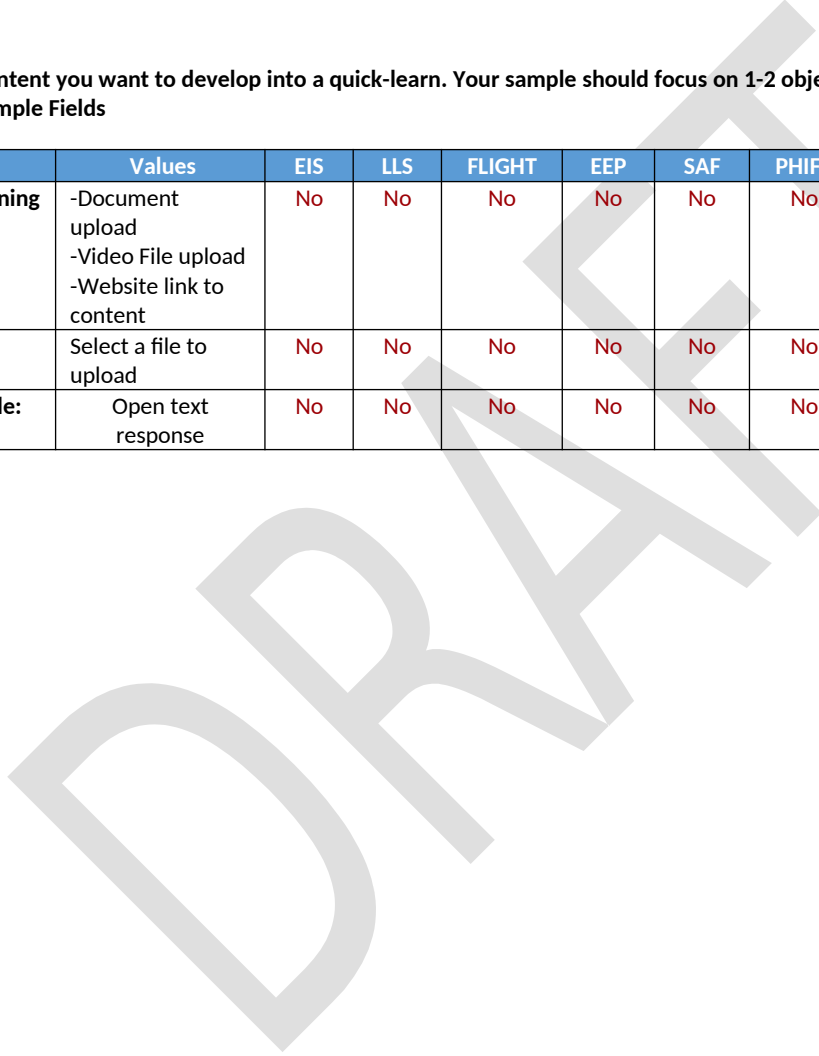 ntent you want to develop into a quick-learn. Your sample should focus on 1-2 obje
mple Fields
Values EIS LLS FLIGHT EEP SAF PHIF
ning -Document No No No No No No
upload
-Video File upload
-Website link to
content
Select a file to No No No No No No
upload
le: Open text No No No No No No
response
DRAFT